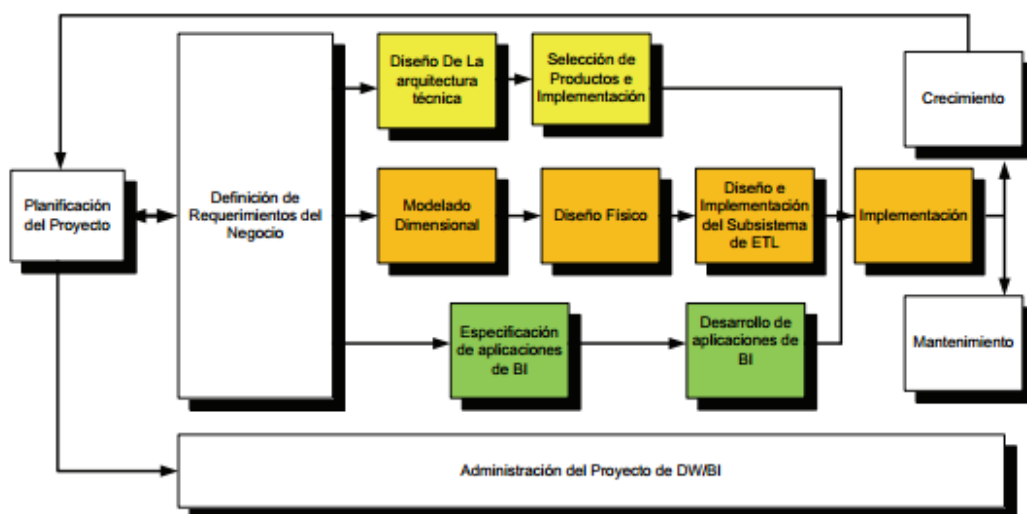 Diseño De La
arquitectura
técnica
Selección de
Productos e
Implementación
Crecimiento
Planificación
del Proyecto
Definición de
Requerimientos del
Negocio
Modelado
Dimensional
Diseño Físico
Diseño e
Implementación
del Subsistema
de ETL
Implementación
Especificación
de aplicaciones
de BI
Desarrollo de
aplicaciones de
BI
Mantenimiento
Administración del Proyecto de DW/BI